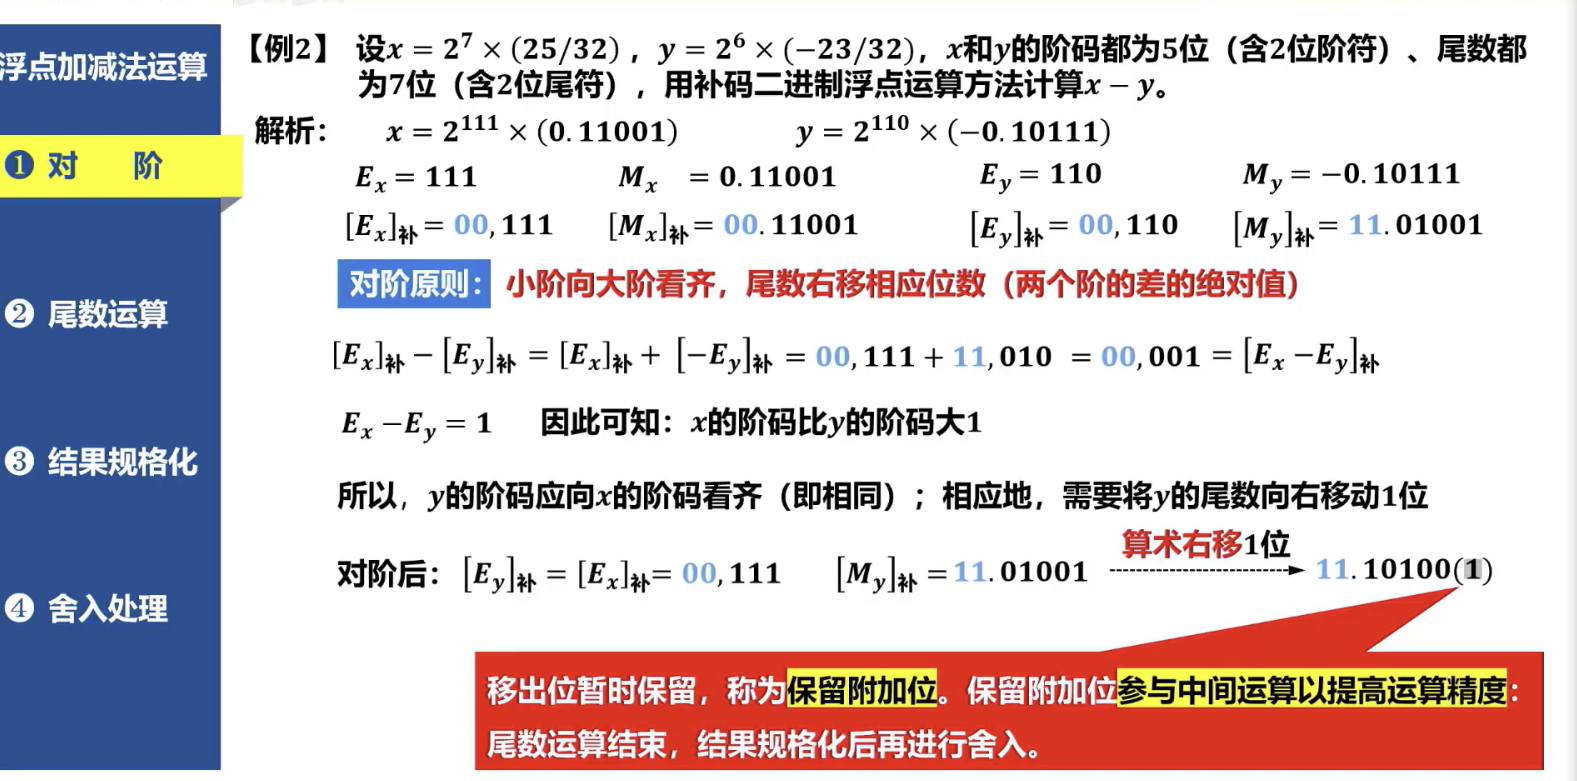 浮点加减法运算
❶ 对 阶
❷ 尾数运算
❸ 结果规格化
❹ 舍入处理
【例2】 设x = 2⁷ × (25/32) , y = 2⁶ × (−23/32), x和y的阶码都为5位（含2位阶符）、尾数都
为7位（含2位尾符）, 用补码二进制浮点运算方法计算x − y。
解析： x = 2¹¹¹ × (0.11001) y = 2¹¹⁰ × (−0.10111)
Eₓ = 111 Mₓ = 0.11001 E_y = 110 M_y = −0.10111
[Eₓ]补 = 00,111 [Mₓ]补 = 00.11001 [E_y]补 = 00,110 [M_y]补 = 11.01001
对阶原则： 小阶向大阶看齐，尾数右移相应位数（两个阶的差的绝对值）
[Eₓ]补 − [E_y]补 = [Eₓ]补 + [−E_y]补 = 00,111 + 11,010 = 00,001 = [Eₓ −E_y]补
Eₓ −E_y = 1 因此可知：x的阶码比y的阶码大1
所以，y的阶码应向x的阶码看齐（即相同）；相应地，需要将y的尾数向右移动1位
算术右移1位
对阶后： [E_y]补 = [Eₓ]补 = 00,111 [M_y]补 = 11.01001 11.10100(1)
移出位暂时保留，称为保留附加位。保留附加位参与中间运算以提高运算精度：
尾数运算结束，结果规格化后再进行舍入。